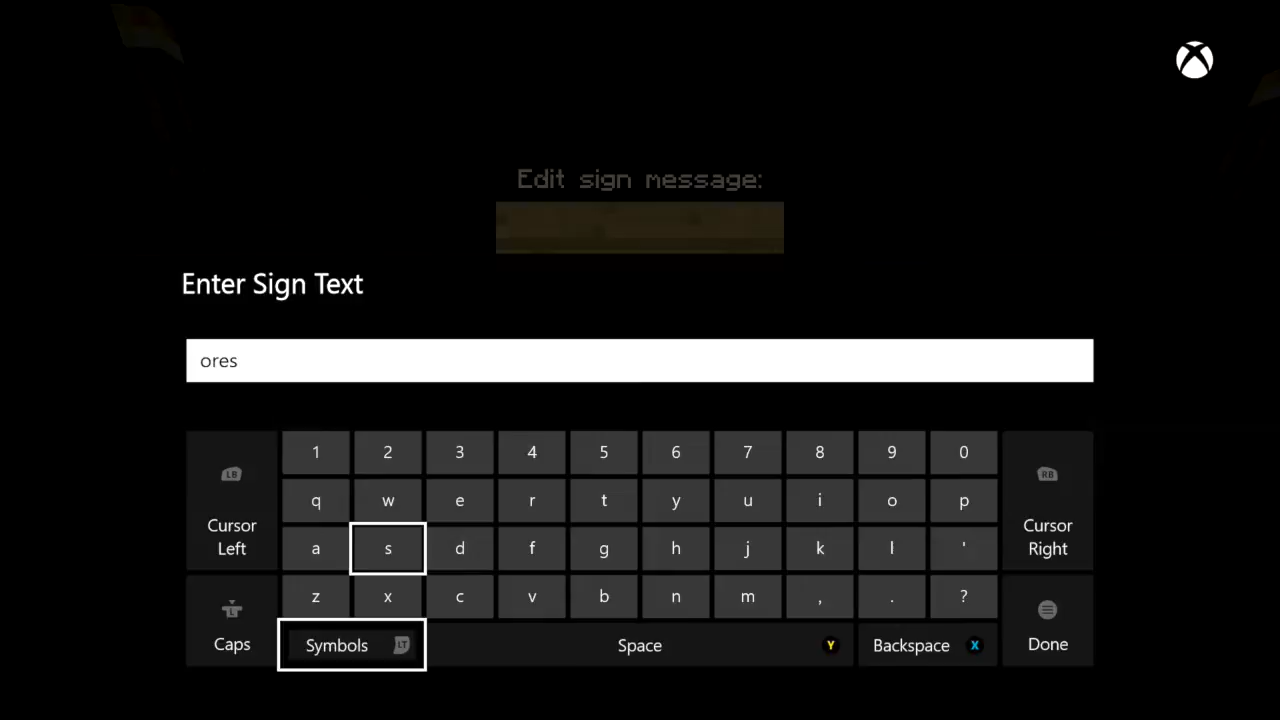 Edit sign message:
Enter Sign Text
ores
1 2 3 4 5 6 7 8 9 0
LB q w e r t y u i o p RB
Cursor Left a s d f g h j k l ' Cursor Right
L z x c v b n m , . ?
Caps Symbols LT Space Y Backspace X Done